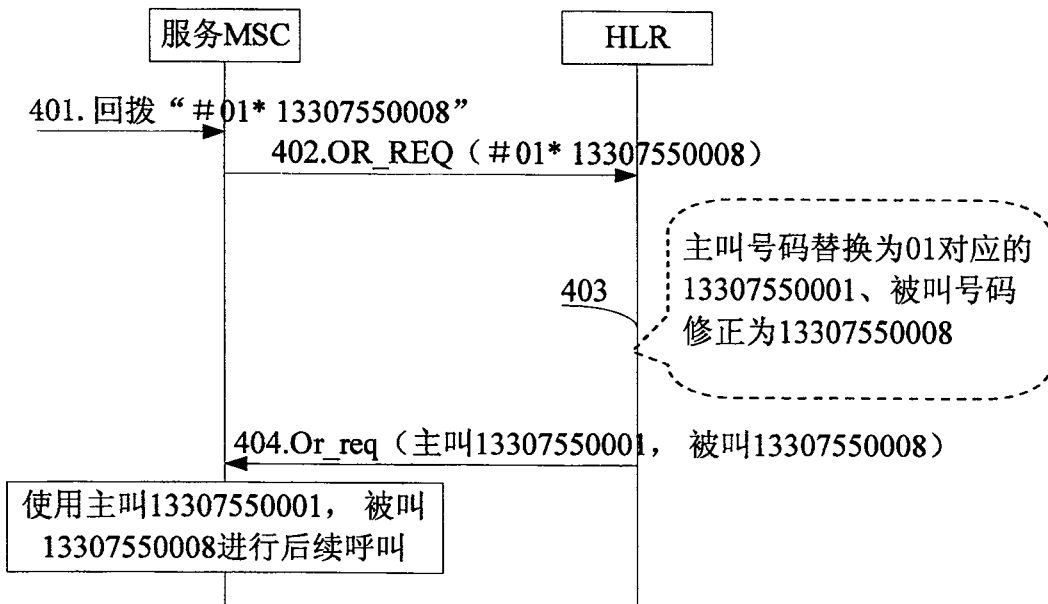 服务MSC
HLR
401.回拨“＃01* 13307550008”
402.OR_REQ（＃01* 13307550008）
主叫号码替换为01对应的
13307550001、被叫号码
修正为13307550008
403
404.Or_req（主叫13307550001， 被叫13307550008）
使用主叫13307550001， 被叫
13307550008进行后续呼叫